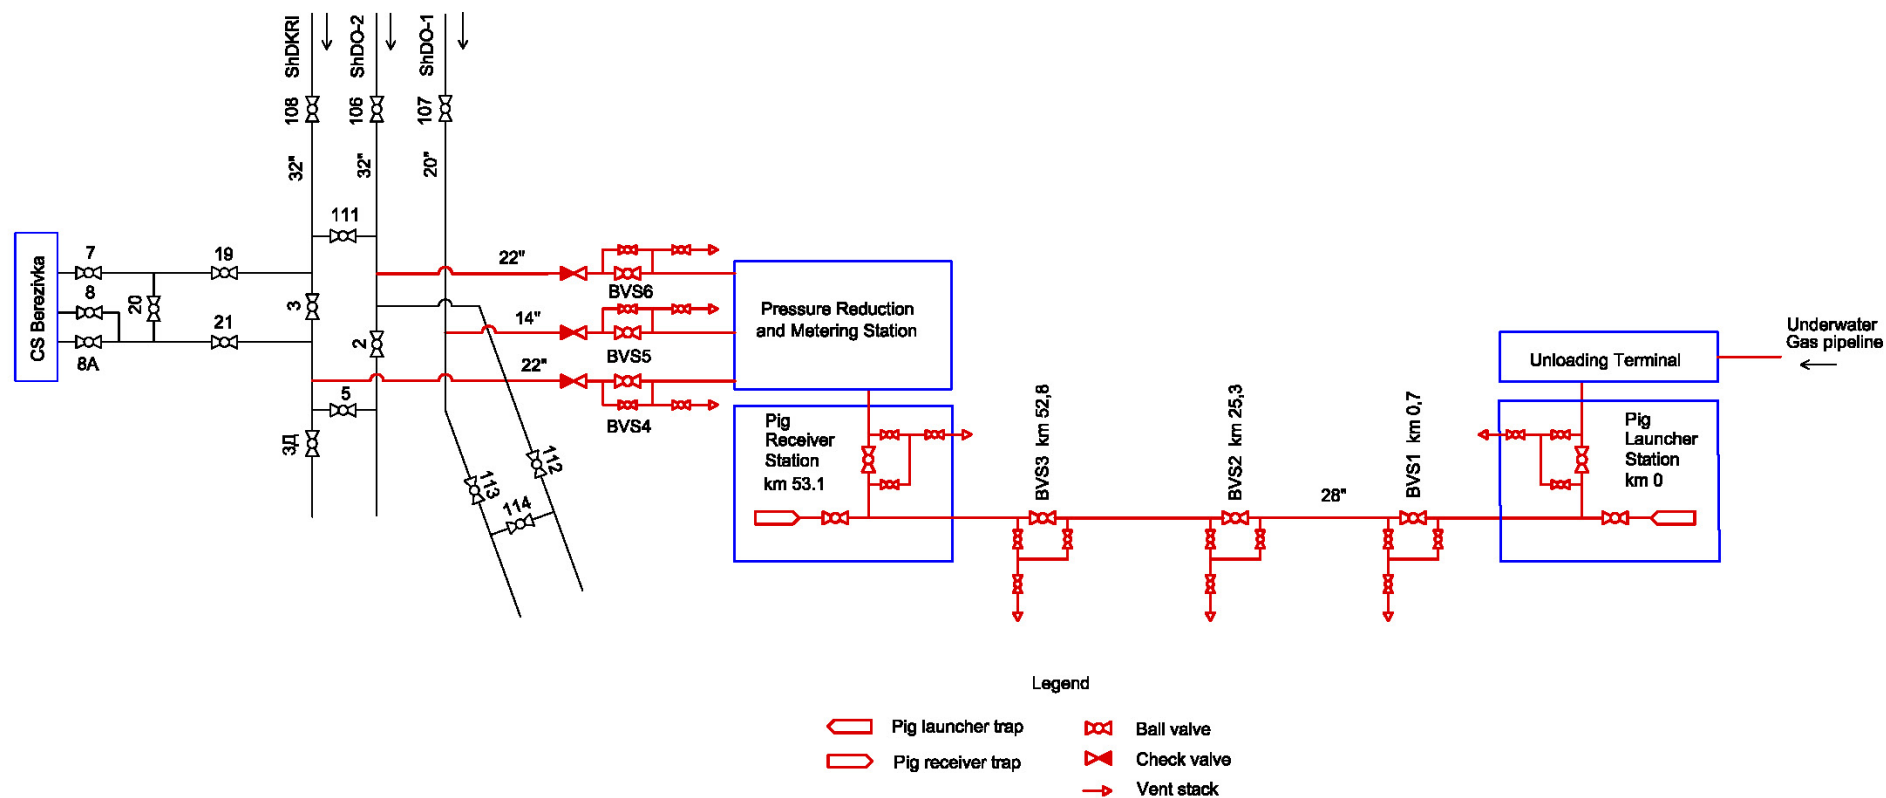 ShDKRI
ShDO-2
ShDO-1
108
106
107
32"
32"
20"
111
CS Berezivka
7
19
8
20
3
21
8A
2
5
3Д
22"
BVS6
14"
BVS5
22"
BVS4
112
113
114
Pressure Reduction
and Metering Station
Pig
Receiver
Station
km 53.1
BVS3 km 52,8
BVS2 km 25,3
28"
BVS1 km 0,7
Unloading Terminal
Underwater
Gas pipeline
Pig
Launcher
Station
km 0
Legend
Pig launcher trap
Ball valve
Pig receiver trap
Check valve
Vent stack